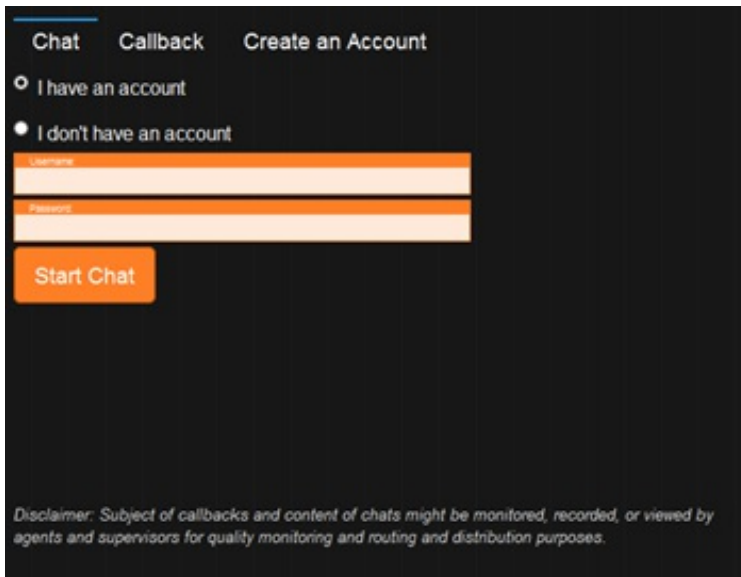 Chat Callback Create an Account
I have an account
I don't have an account
Username
Password
Start Chat
Disclaimer: Subject of callbacks and content of chats might be monitored, recorded, or viewed by
agents and supervisors for quality monitoring and routing and distribution purposes.